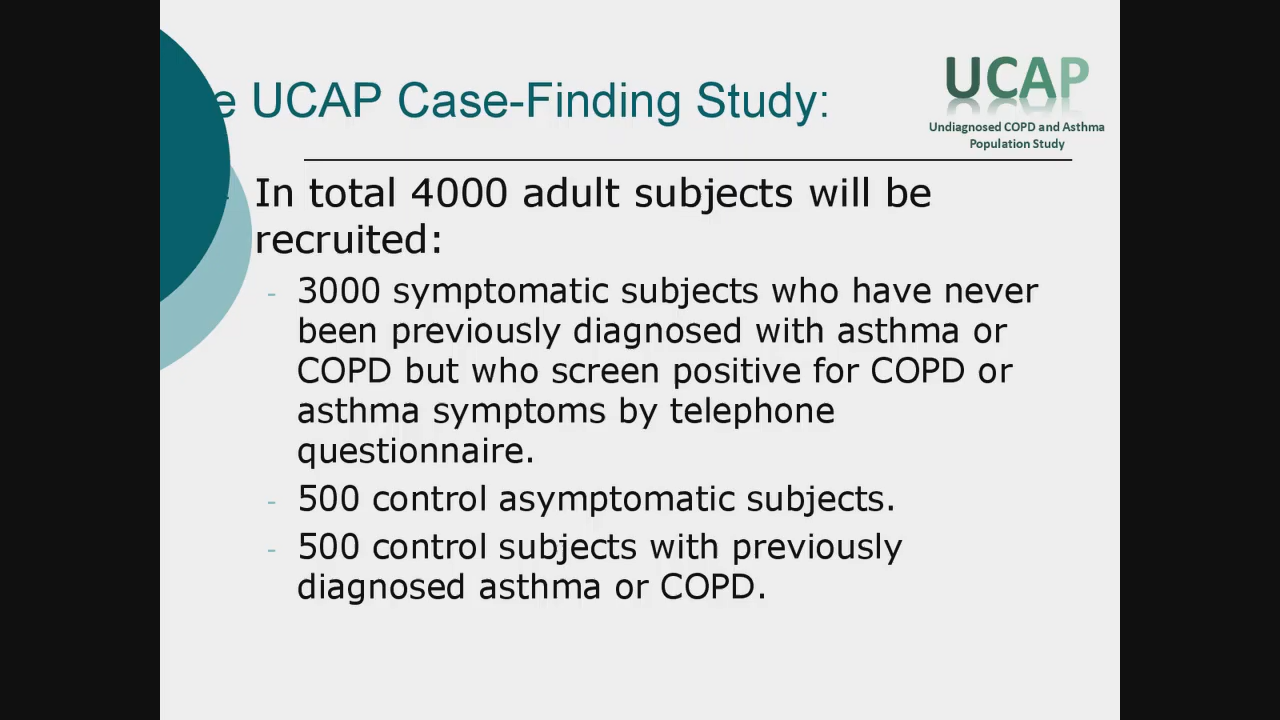 e UCAP Case-Finding Study:
UCAP
Undiagnosed COPD and Asthma
Population Study
In total 4000 adult subjects will be
recruited:
- 3000 symptomatic subjects who have never
been previously diagnosed with asthma or
COPD but who screen positive for COPD or
asthma symptoms by telephone
questionnaire.
- 500 control asymptomatic subjects.
- 500 control subjects with previously
diagnosed asthma or COPD.